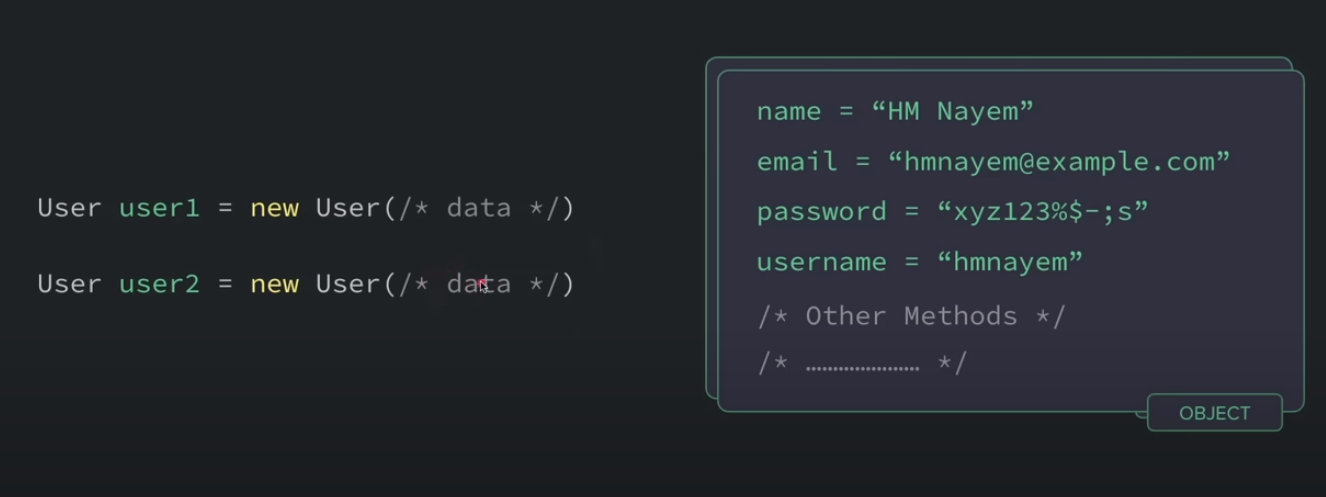 User user1 = new User(/* data */)
User user2 = new User(/* data */)
name = “HM Nayem”
email = “hmnayem@example.com”
password = “xyz123%$-;s”
username = “hmnayem”
/* Other Methods */
/* ..................... */
OBJECT